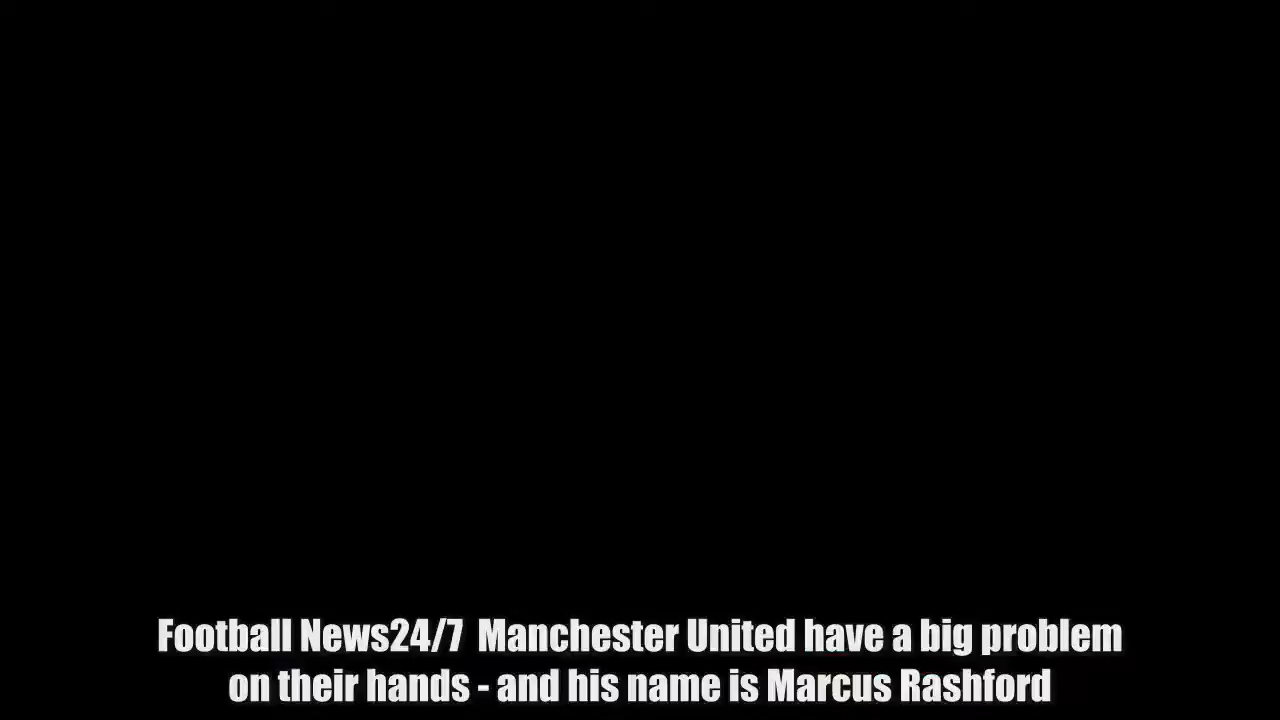 Football News24/7  Manchester United have a big problem
on their hands - and his name is Marcus Rashford